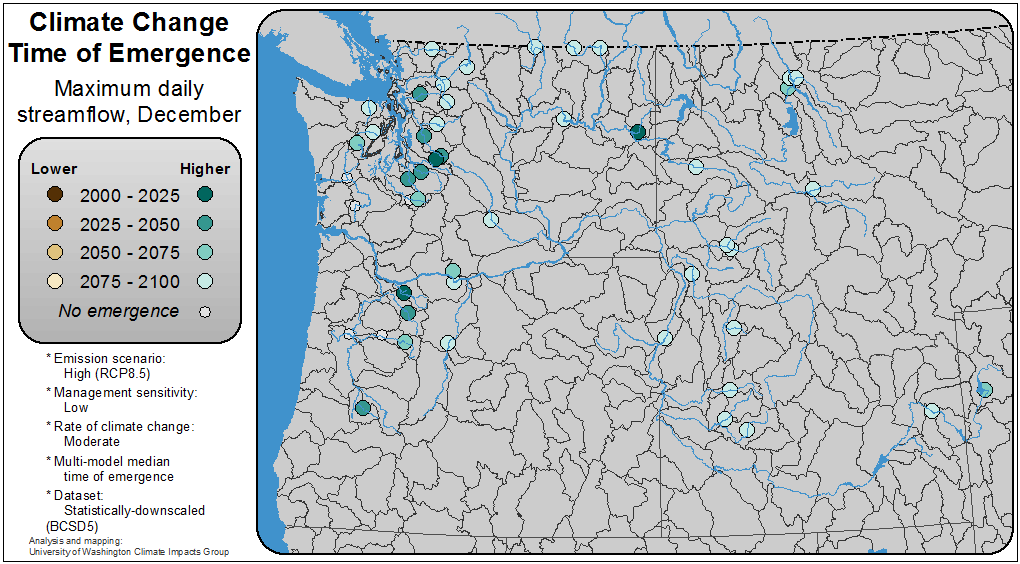 Climate Change
Time of Emergence
Maximum daily
streamflow, December
Lower Higher
2000 - 2025
2025 - 2050
2050 - 2075
2075 - 2100
No emergence
* Emission scenario:
High (RCP8.5)
* Management sensitivity:
Low
* Rate of climate change:
Moderate
* Multi-model median
time of emergence
* Dataset:
Statistically-downscaled
(BCSD5)
Analysis and mapping:
University of Washington Climate Impacts Group